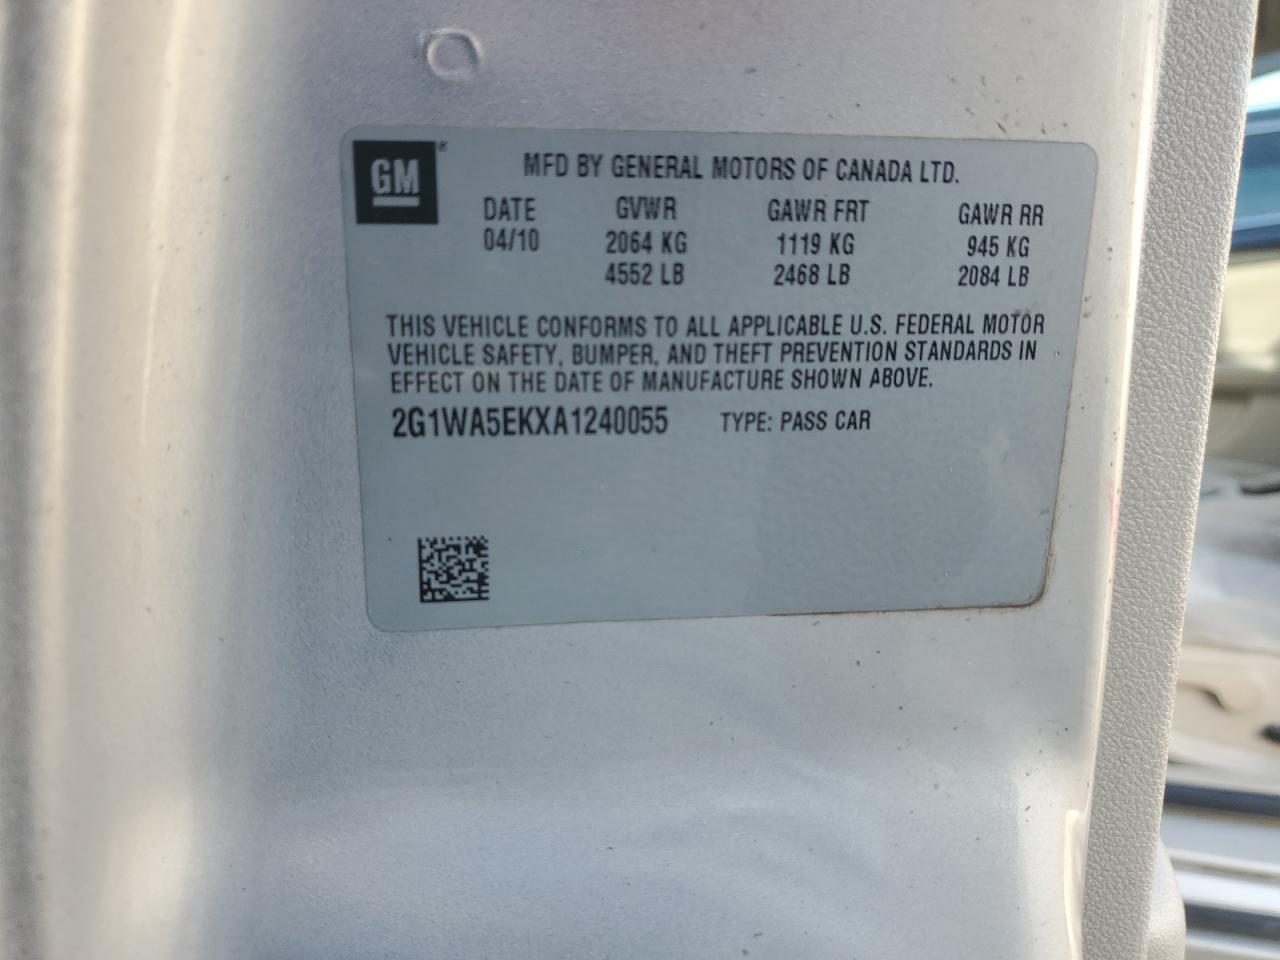 GM ®
MFD BY GENERAL MOTORS OF CANADA LTD.
DATE GVWR GAWR FRT GAWR RR
04/10 2064 KG 1119 KG 945 KG
4552 LB 2468 LB 2084 LB
THIS VEHICLE CONFORMS TO ALL APPLICABLE U.S. FEDERAL MOTOR
VEHICLE SAFETY, BUMPER, AND THEFT PREVENTION STANDARDS IN
EFFECT ON THE DATE OF MANUFACTURE SHOWN ABOVE.
2G1WA5EKXA1240055 TYPE: PASS CAR